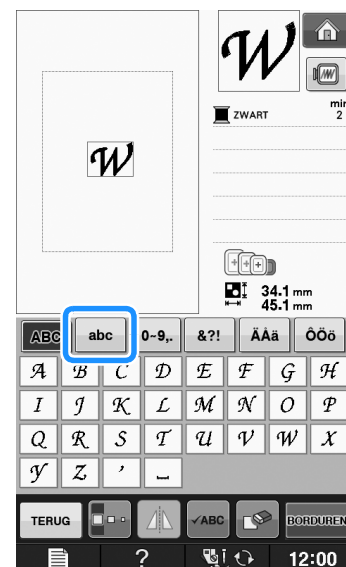 W
ZWART
min
2
W
34.1 mm
45.1 mm
ABC abc 0~9,. &?! ÄÀä ÔÖö
A B C D E F G H
I J K L M N O P
Q R S T U V W X
Y Z ' _
TERUG ✓ABC BORDUREN
? 12:00